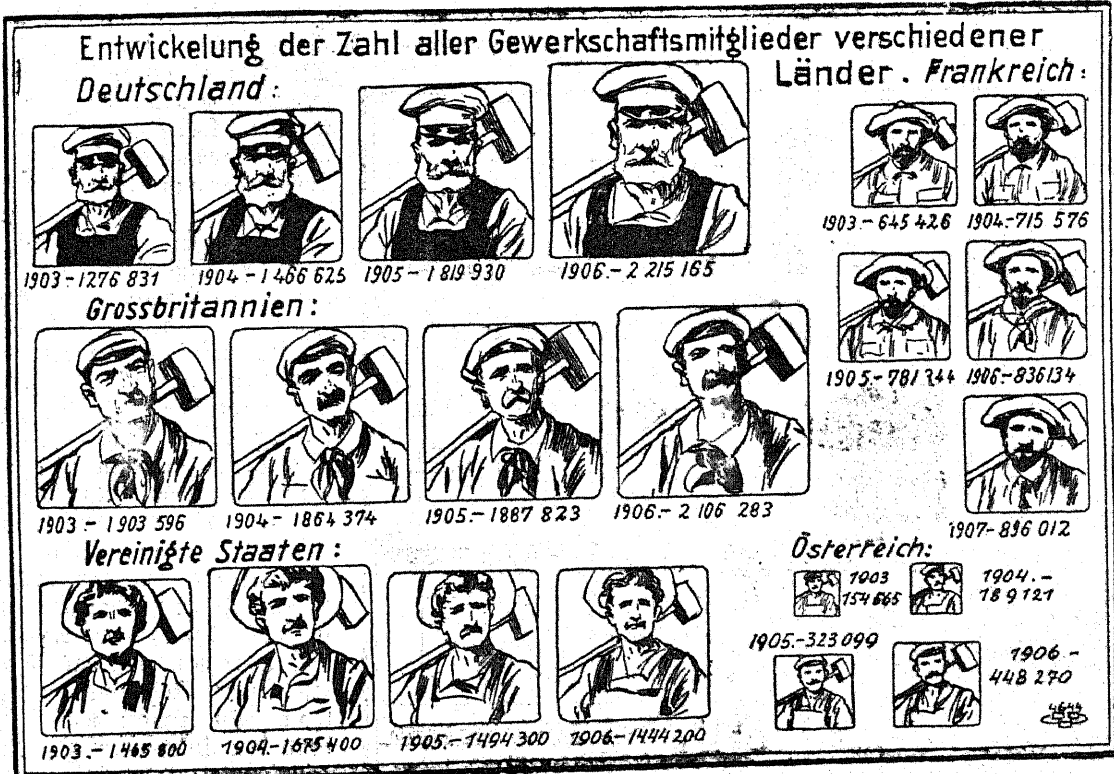 Entwickelung der Zahl aller Gewerkschaftsmitglieder verschiedener
Länder.
Deutschland:
1903-1276 831
1904-1 466 625
1905-1 819 930
1906.-2 215 165
Grossbritannien:
1903.-1 903 596
1904-1864 374
1905.-1887 823
1906.-2 106 283
Vereinigte Staaten:
1903.-1465 800
1904.-1675 400
1905.-1494 300
1906-1444 200
Frankreich:
1903.-645 426
1904.-715 576
1905.-781 344
1906.-836134
1907-896 012
Österreich:
1903
154 665
1904.-
189 121
1905.-323 099
1906-
448 270